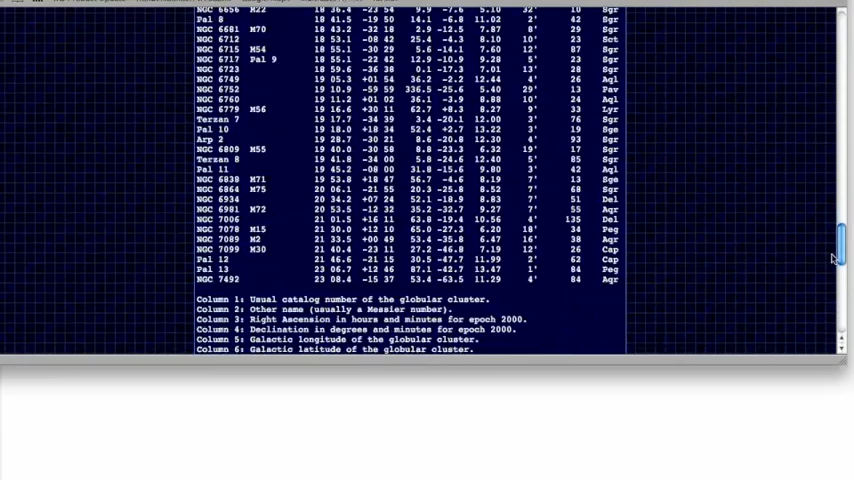 NGC 6656 M22 18 36.4 -23 54 9.9 -7.6 5.10 32' 10 Sgr
Pal 8 18 41.5 -19 50 14.1 -6.8 11.02 2' 42 Sgr
NGC 6681 M70 18 43.2 -32 18 2.9 -12.5 7.87 8' 29 Sgr
NGC 6712 18 53.1 -08 42 25.4 -4.3 8.10 10' 23 Sct
NGC 6715 M54 18 55.1 -30 29 5.6 -14.1 7.60 12' 87 Sgr
NGC 6717 Pal 9 18 55.1 -22 42 12.9 -10.9 9.28 5' 23 Sgr
NGC 6723 18 59.6 -36 38 0.1 -17.3 7.01 13' 28 Sgr
NGC 6749 19 05.3 +01 54 36.2 -2.2 12.44 4' 26 Aql
NGC 6752 19 10.9 -59 59 336.5 -25.6 5.40 29' 13 Pav
NGC 6760 19 11.2 +01 02 36.1 -3.9 8.88 10' 24 Aql
NGC 6779 M56 19 16.6 +30 11 62.7 +8.3 8.27 9' 33 Lyr
Terzan 7 19 17.7 -34 39 3.4 -20.1 12.00 3' 76 Sgr
Pal 10 19 18.0 +18 34 52.4 +2.7 13.22 3' 19 Sge
Arp 2 19 28.7 -30 21 8.6 -20.8 12.30 4' 93 Sgr
NGC 6809 M55 19 40.0 -30 58 8.8 -23.3 6.32 19' 17 Sgr
Terzan 8 19 41.8 -34 00 5.8 -24.6 12.40 5' 85 Sgr
Pal 11 19 45.2 -08 00 31.8 -15.6 9.80 3' 42 Aql
NGC 6838 M71 19 53.8 +18 47 56.7 -4.6 8.19 7' 13 Sge
NGC 6864 M75 20 06.1 -21 55 20.3 -25.8 8.52 7' 68 Sgr
NGC 6934 20 34.2 +07 24 52.1 -18.9 8.83 7' 51 Del
NGC 6981 M72 20 53.5 -12 32 35.2 -32.7 9.27 7' 55 Aqr
NGC 7006 21 01.5 +16 11 63.8 -19.4 10.56 4' 135 Del
NGC 7078 M15 21 30.0 +12 10 65.0 -27.3 6.20 18' 34 Peg
NGC 7089 M2 21 33.5 +00 49 53.4 -35.8 6.47 16' 38 Aqr
NGC 7099 M30 21 40.4 -23 11 27.2 -46.8 7.19 12' 26 Cap
Pal 12 21 46.6 -21 15 30.5 -47.7 11.99 2' 62 Cap
Pal 13 23 06.7 +12 46 87.1 -42.7 13.47 1' 84 Peg
NGC 7492 23 08.4 -15 37 53.4 -63.5 11.29 4' 84 Aqr
Column 1: Usual catalog number of the globular cluster.
Column 2: Other name (usually a Messier number).
Column 3: Right Ascension in hours and minutes for epoch 2000.
Column 4: Declination in degrees and minutes for epoch 2000.
Column 5: Galactic longitude of the globular cluster.
Column 6: Galactic latitude of the globular cluster.